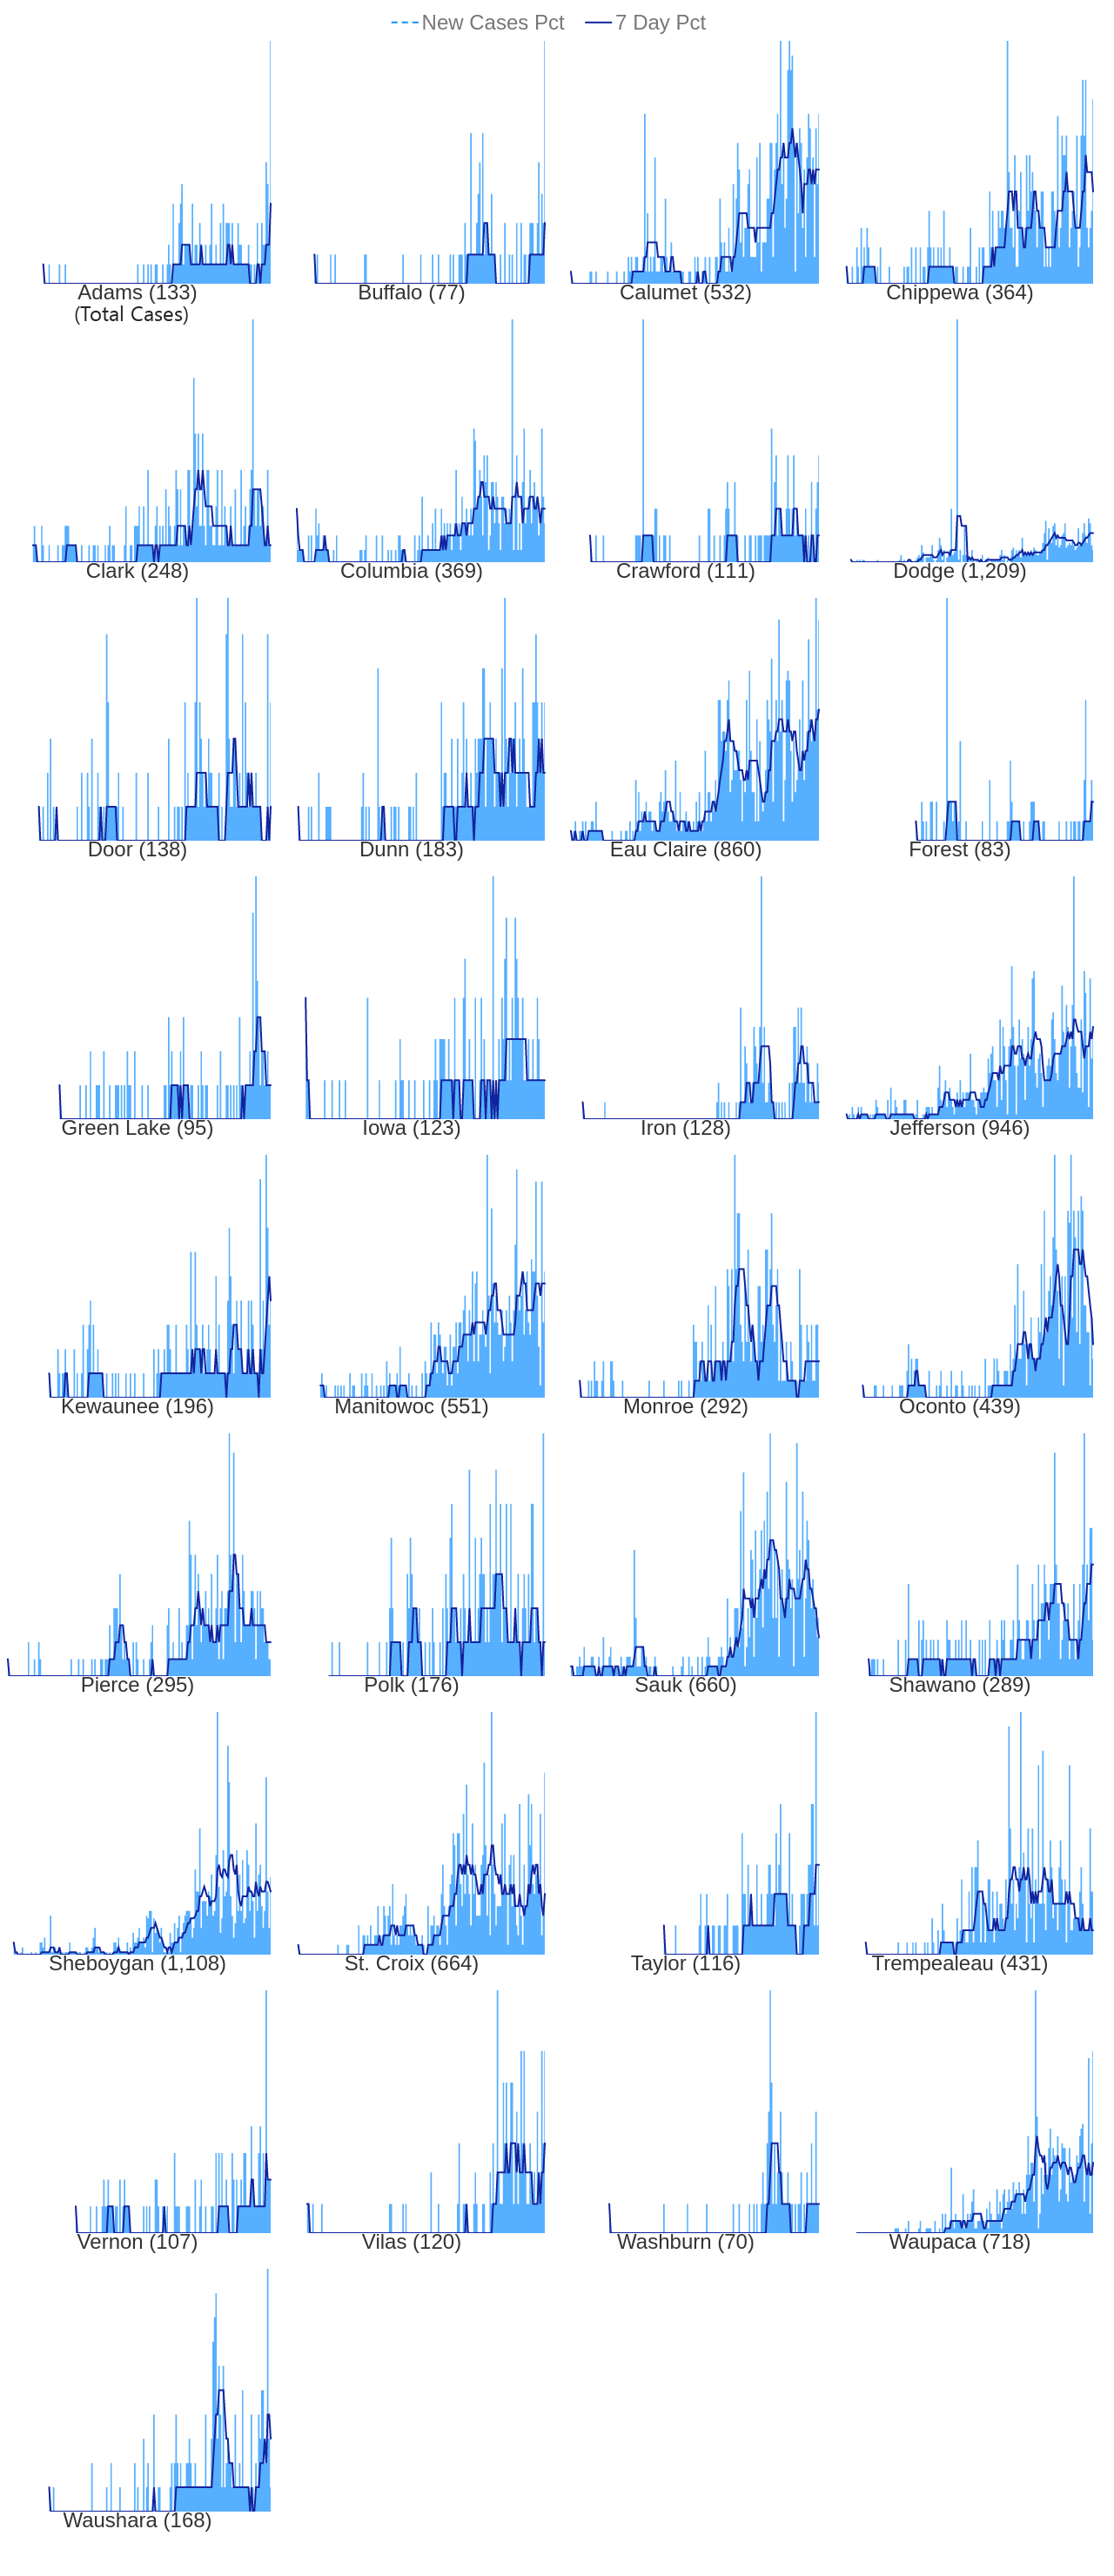 New Cases Pct 7 Day Pct
Adams (133) Buffalo (77) Calumet (532) Chippewa (364)
(Total Cases)
Clark (248) Columbia (369) Crawford (111) Dodge (1,209)
Door (138) Dunn (183) Eau Claire (860) Forest (83)
Green Lake (95) Iowa (123) Iron (128) Jefferson (946)
Kewaunee (196) Manitowoc (551) Monroe (292) Oconto (439)
Pierce (295) Polk (176) Sauk (660) Shawano (289)
Sheboygan (1,108) St. Croix (664) Taylor (116) Trempealeau (431)
Vernon (107) Vilas (120) Washburn (70) Waupaca (718)
Waushara (168)